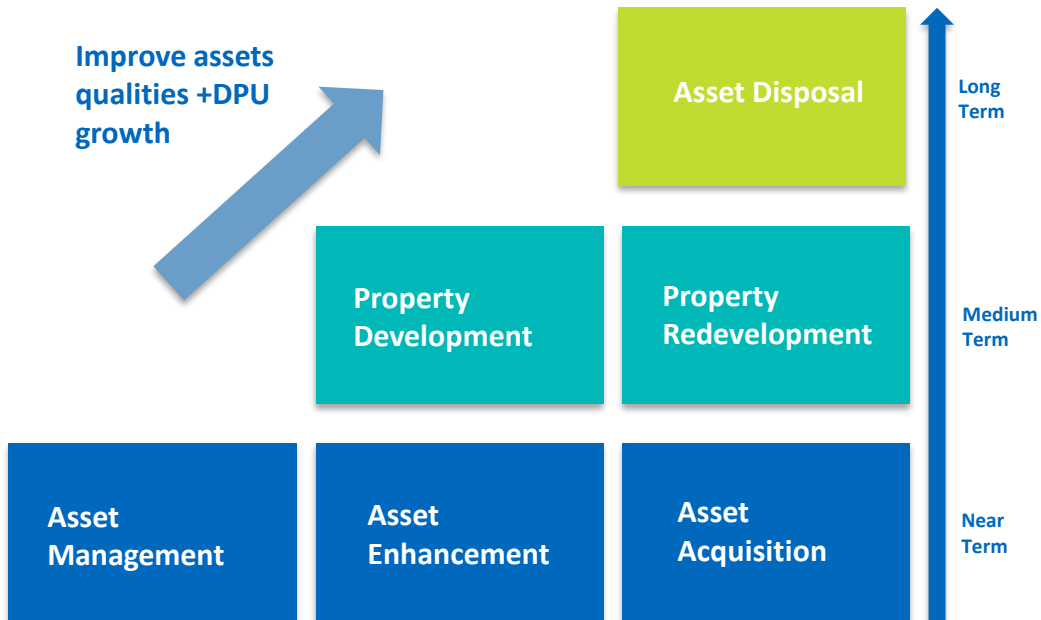 Improve assets
qualities +DPU
growth
Asset Disposal
Long
Term
Property
Development
Property
Redevelopment
Medium
Term
Asset
Management
Asset
Enhancement
Asset
Acquisition
Near
Term